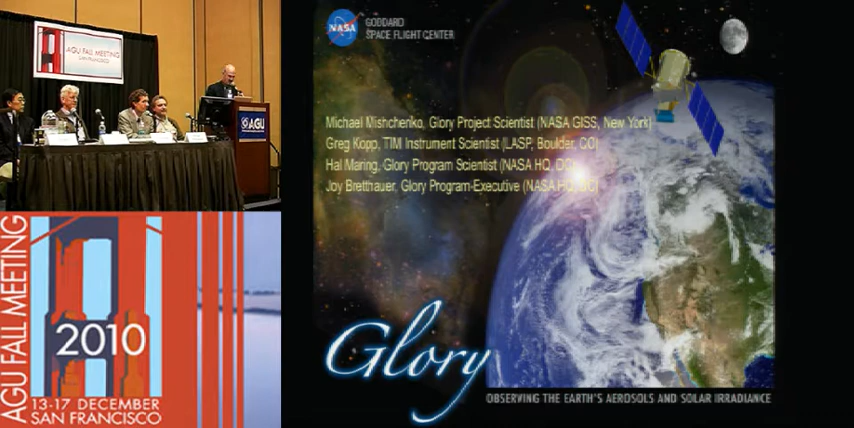 AGU FALL MEETING
SAN FRANCISCO
AGU
AGU FALL MEETING
2010
13-17 DECEMBER
SAN FRANCISCO
NASA
GODDARD
SPACE FLIGHT CENTER
Michael Mishchenko, Glory Project Scientist (NASA GISS, New York)
Greg Kopp, TIM Instrument Scientist (LASP, Boulder, CO)
Hal Maring, Glory Program Scientist (NASA HQ, DC)
Joy Bretthauer, Glory Program Executive (NASA HQ, DC)
Glory
OBSERVING THE EARTH'S AEROSOLS AND SOLAR IRRADIANCE